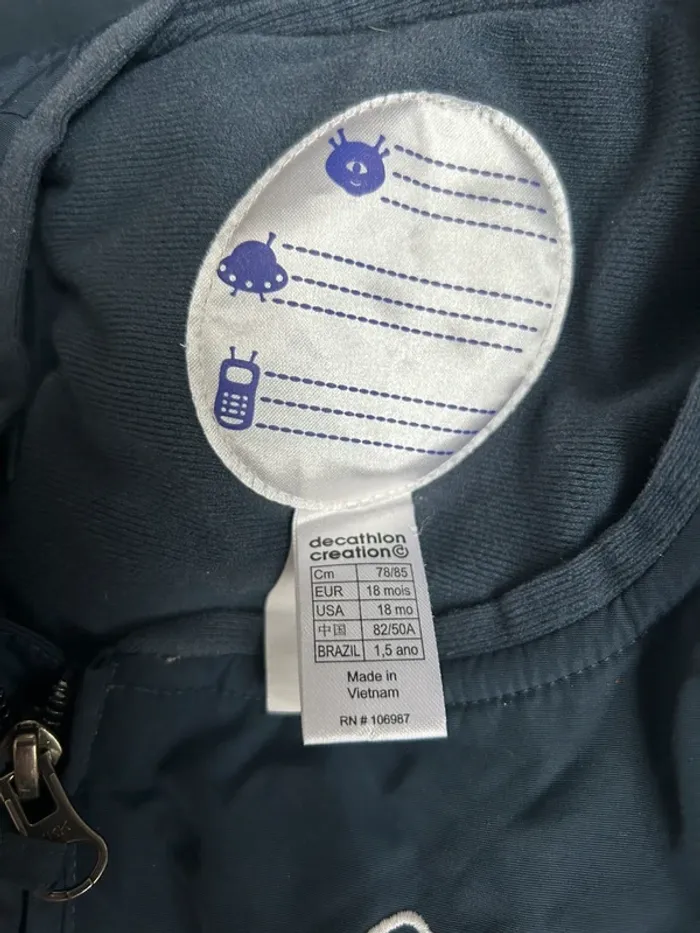 decathlon
creation
Cm 78/85
EUR 18 mois
USA 18 mo
中国 82/50A
BRAZIL 1,5 ano
Made in
Vietnam
RN # 106987